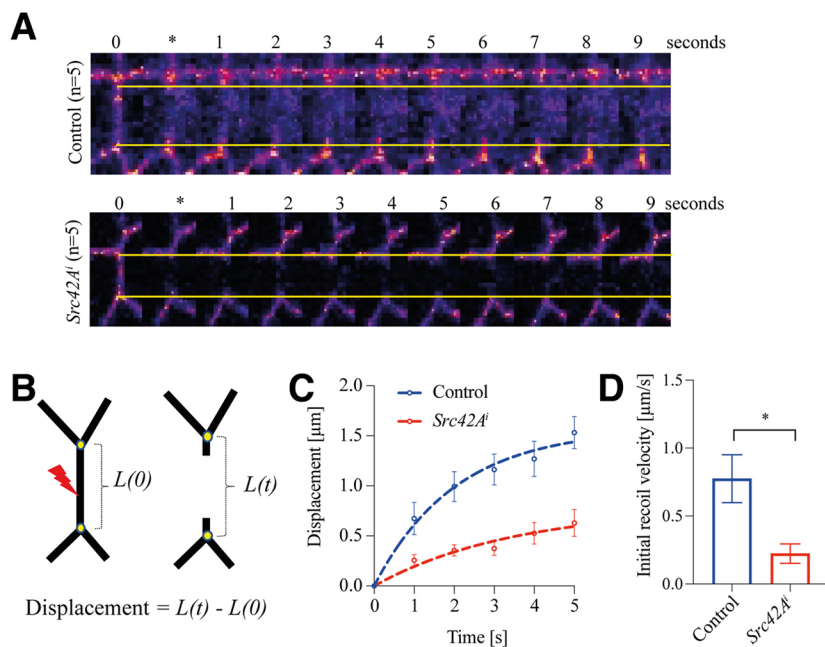 A
0 * 1 2 3 4 5 6 7 8 9 seconds
Control (n=5)
0 * 1 2 3 4 5 6 7 8 9 seconds
Src42Aⁱ (n=5)
B
L(0)
L(t)
Displacement = L(t) - L(0)
C
Control
Src42Aⁱ
Displacement [µm]
2.0
1.5
1.0
0.5
0.0
0 1 2 3 4 5
Time [s]
D
Initial recoil velocity [µm/s]
1.5
1.0
0.5
0.0
*
Control
Src42Aⁱ